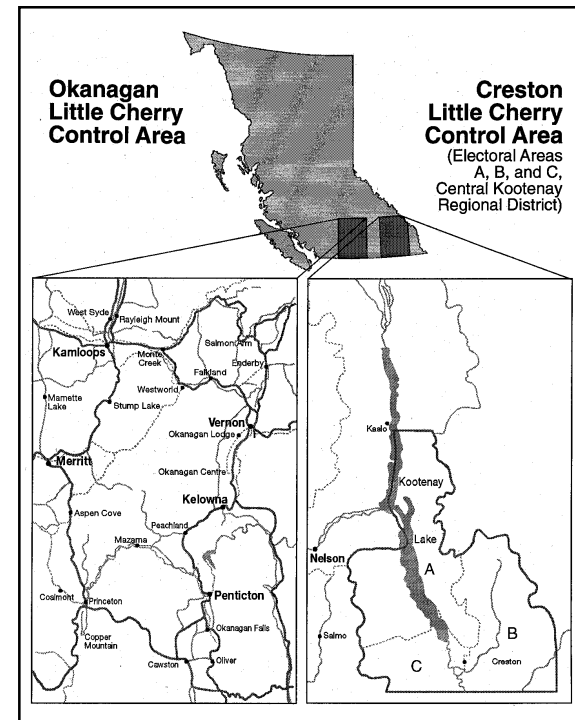 Okanagan
Little Cherry
Control Area
Creston
Little Cherry
Control Area
(Electoral Areas
A, B, and C,
Central Kootenay
Regional District)
West Syde
Rayleigh Mount
Kamloops
Monte
Creek
Salmon Arm
Falkland
Enderby
Westworld
Mamette
Lake
Stump Lake
Vernon
Okanagan Lodge
Merritt
Okanagan Centre
Kelowna
Aspen Cove
Peachland
Mazama
Penticton
Coalmont
Princeton
Okanagan Falls
Copper
Mountain
Cawston
Oliver
Kaslo
Kootenay
Lake
Nelson
A
B
Salmo
Creston
C